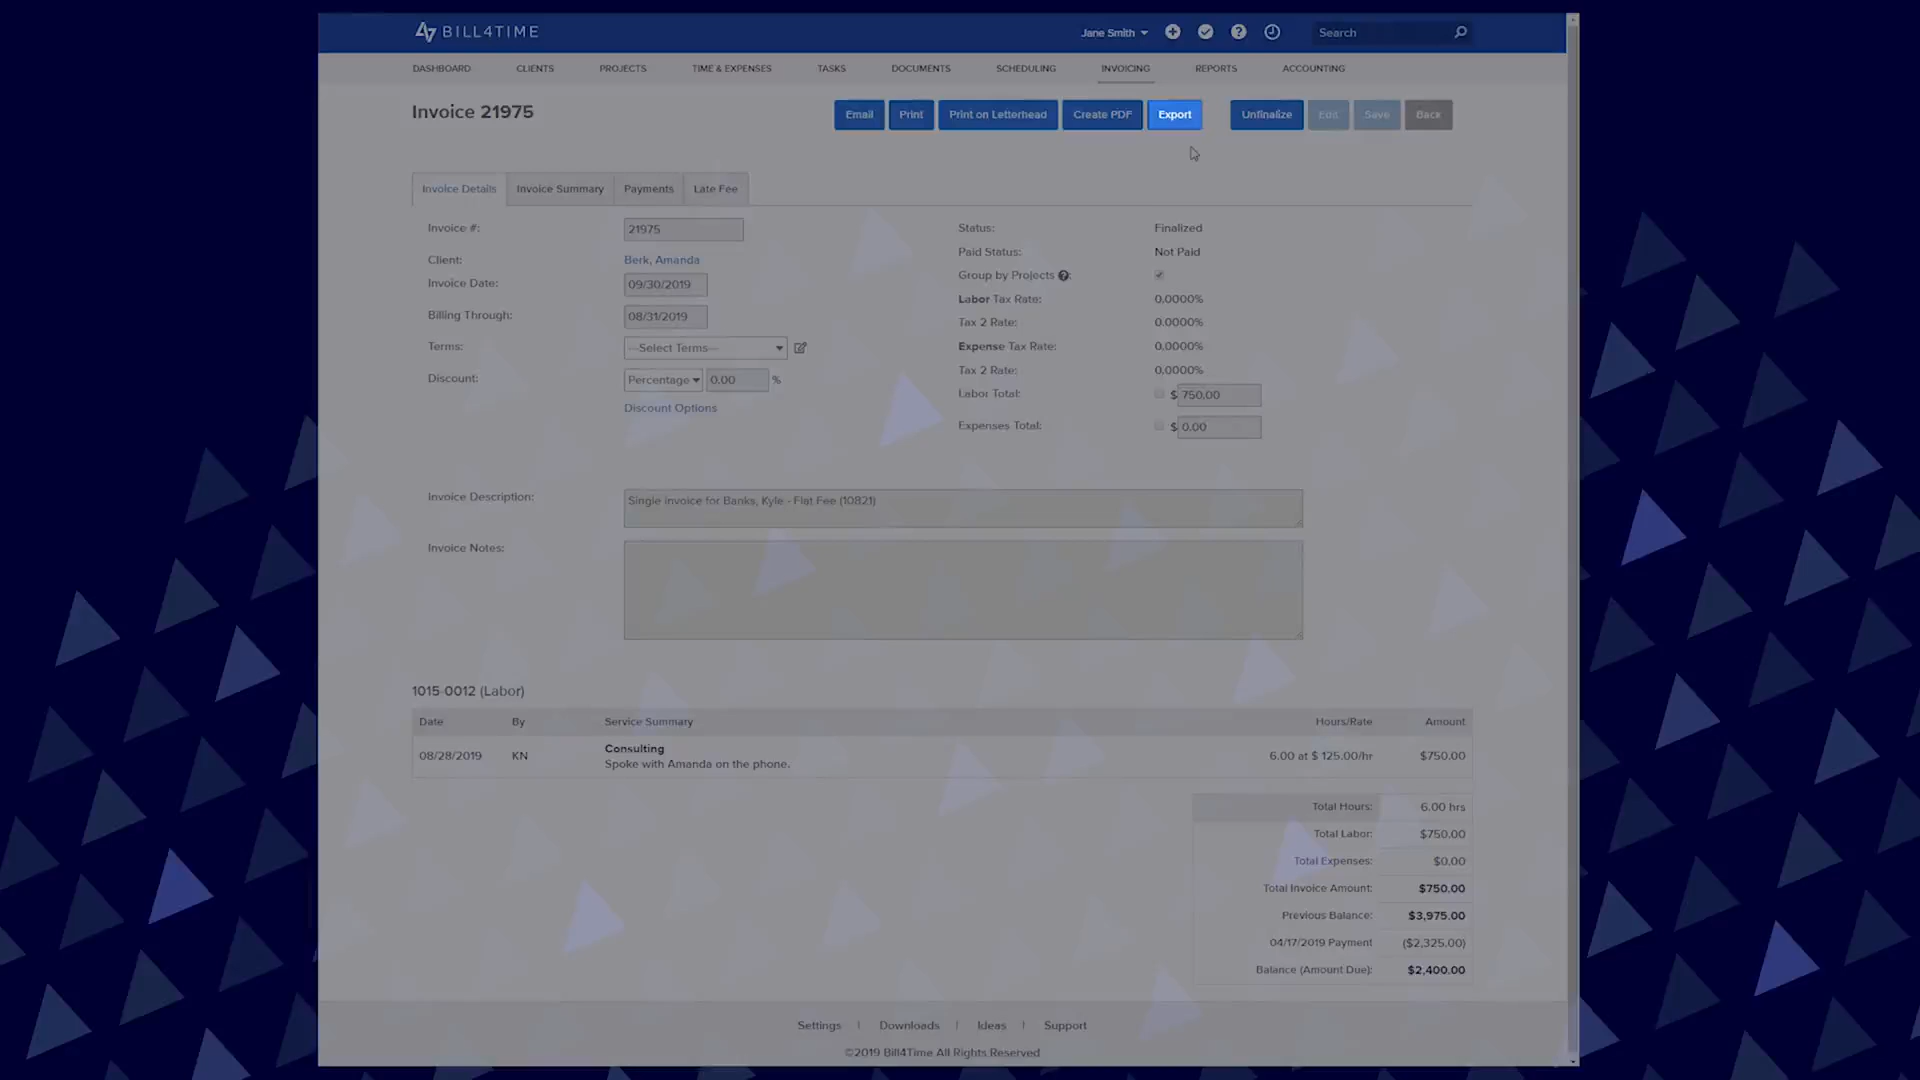 BILL4TIME
Jane Smith
Search
DASHBOARD CLIENTS PROJECTS TIME & EXPENSES TASKS DOCUMENTS SCHEDULING INVOICING REPORTS ACCOUNTING
Invoice 21975
Email Print Print on Letterhead Create PDF Export Unfinalize Edit Save Back
Invoice Details Invoice Summary Payments Late Fee
Invoice #: 21975
Client: Berk, Amanda
Invoice Date: 09/30/2019
Billing Through: 08/31/2019
Terms: ---Select Terms---
Discount: Percentage 0.00 %
Discount Options
Status: Finalized
Paid Status: Not Paid
Group by Projects ?:
Labor Tax Rate: 0.0000%
Tax 2 Rate: 0.0000%
Expense Tax Rate: 0.0000%
Tax 2 Rate: 0.0000%
Labor Total: $ 750.00
Expenses Total: $ 0.00
Invoice Description: Single invoice for Banks, Kyle - Flat Fee (10821)
Invoice Notes:
1015-0012 (Labor)
Date By Service Summary Hours/Rate Amount
08/28/2019 KN Consulting 6.00 at $ 125.00/hr $750.00
Spoke with Amanda on the phone.
Total Hours: 6.00 hrs
Total Labor: $750.00
Total Expenses: $0.00
Total Invoice Amount: $750.00
Previous Balance: $3,975.00
04/17/2019 Payment ($2,325.00)
Balance (Amount Due): $2,400.00
Settings | Downloads | Ideas | Support
©2019 Bill4Time All Rights Reserved